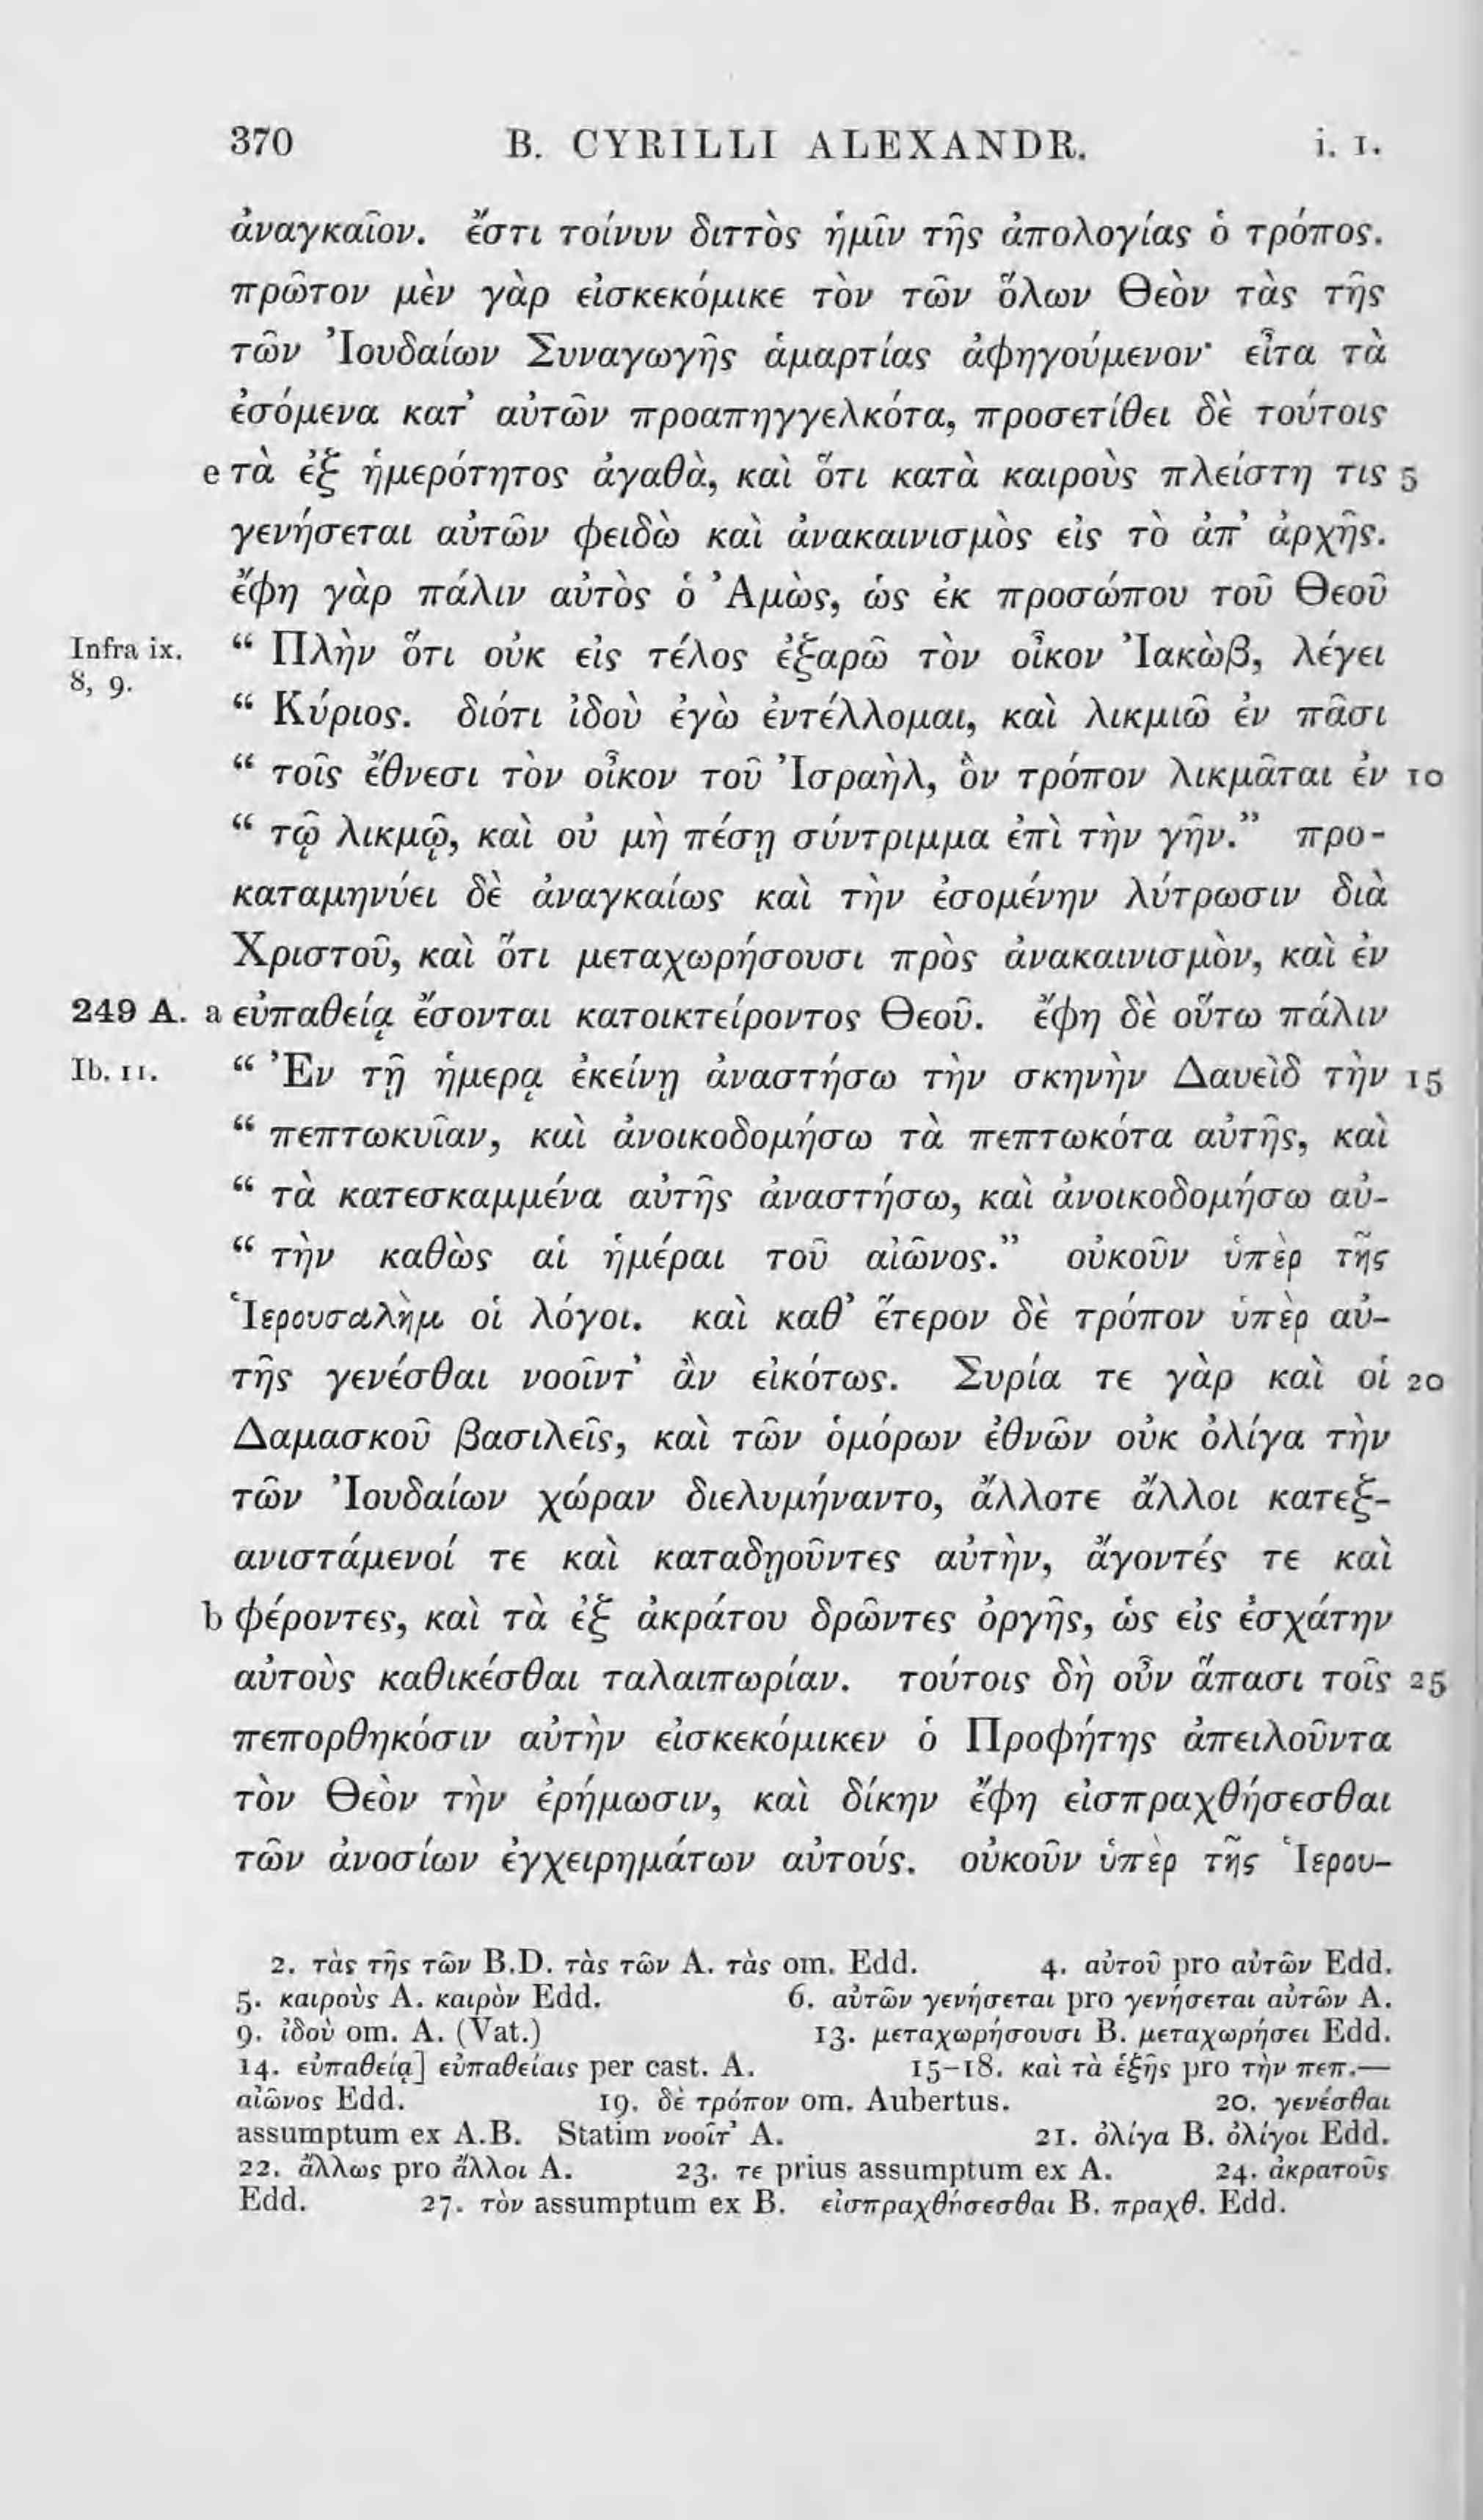 370 B. CYRILLI ALEXANDR. i. 1.
ἀναγκαῖον. ἔστι τοίνυν διττὸς ἡμῖν τῆς ἀπολογίας ὁ τρόπος.
πρῶτον μὲν γὰρ εἰσκεκόμικε τὸν τῶν ὅλων Θεὸν τὰς τῆς
τῶν Ἰουδαίων Συναγωγῆς ἁμαρτίας ἀφηγούμενον· εἶτα τὰ
ἐσόμενα κατ’ αὐτῶν προαπηγγελκότα, προσετίθει δὲ τούτοις
e τὰ ἐξ ἡμερότητος ἀγαθὰ, καὶ ὅτι κατὰ καιροὺς πλείστη τις 5
γενήσεται αὐτῶν φειδὼ καὶ ἀνακαινισμὸς εἰς τὸ ἀπ’ ἀρχῆς.
ἔφη γὰρ πάλιν αὐτὸς ὁ Ἀμὼς, ὡς ἐκ προσώπου τοῦ Θεοῦ
Infra ix. “ Πλὴν ὅτι οὐκ εἰς τέλος ἐξαρῶ τὸν οἶκον Ἰακὼβ, λέγει
8, 9. “ Κύριος. διότι ἰδοὺ ἐγὼ ἐντέλλομαι, καὶ λικμιῶ ἐν πᾶσι
“ τοῖς ἔθνεσι τὸν οἶκον τοῦ Ἰσραὴλ, ὃν τρόπον λικμᾶται ἐν 10
“ τῷ λικμῷ, καὶ οὐ μὴ πέσῃ σύντριμμα ἐπὶ τὴν γῆν.” προ-
καταμηνύει δὲ ἀναγκαίως καὶ τὴν ἐσομένην λύτρωσιν διὰ
Χριστοῦ, καὶ ὅτι μεταχωρήσουσι πρὸς ἀνακαινισμὸν, καὶ ἐν
249 A. a εὐπαθείᾳ ἔσονται κατοικτείροντος Θεοῦ. ἔφη δὲ οὕτω πάλιν
Ib. 11. “ Ἐν τῇ ἡμερᾳ ἐκείνῃ ἀναστήσω τὴν σκηνὴν Δαυεὶδ τὴν 15
“ πεπτωκυῖαν, καὶ ἀνοικοδομήσω τὰ πεπτωκότα αὐτῆς, καὶ
“ τὰ κατεσκαμμένα αὐτῆς ἀναστήσω, καὶ ἀνοικοδομήσω αὐ-
“ τὴν καθὼς αἱ ἡμέραι τοῦ αἰῶνος.” οὐκοῦν ὑπὲρ τῆς
Ἱερουσαλὴμ οἱ λόγοι. καὶ καθ’ ἕτερον δὲ τρόπον ὑπὲρ αὐ-
τῆς γενέσθαι νοοῖντ’ ἂν εἰκότως. Συρία τε γὰρ καὶ οἱ 20
Δαμασκοῦ βασιλεῖς, καὶ τῶν ὁμόρων ἐθνῶν οὐκ ὀλίγα τὴν
τῶν Ἰουδαίων χώραν διελυμήναντο, ἄλλοτε ἄλλοι κατεξ-
ανιστάμενοί τε καὶ καταδῃοῦντες αὐτὴν, ἄγοντές τε καὶ
b φέροντες, καὶ τὰ ἐξ ἀκράτου δρῶντες ὀργῆς, ὡς εἰς ἐσχάτην
αὐτοὺς καθικέσθαι ταλαιπωρίαν. τούτοις δὴ οὖν ἅπασι τοῖς 25
πεπορθηκόσιν αὐτὴν εἰσκεκόμικεν ὁ Προφήτης ἀπειλοῦντα
τὸν Θεὸν τὴν ἐρήμωσιν, καὶ δίκην ἔφη εἰσπραχθήσεσθαι
τῶν ἀνοσίων ἐγχειρημάτων αὐτούς. οὐκοῦν ὑπὲρ τῆς Ἱερου-
2. τὰς τῆς τῶν B.D. τὰς τῶν A. τὰς om. Edd. 4. αὐτοῦ pro αὐτῶν Edd.
5. καιροὺς A. καιρὸν Edd. 6. αὐτῶν γενήσεται pro γενήσεται αὐτῶν A.
9. ἰδοὺ om. A. (Vat.) 13. μεταχωρήσουσι B. μεταχωρήσει Edd.
14. εὐπαθείᾳ] εὐπαθείαις per cast. A. 15–18. καὶ τὰ ἑξῆς pro τὴν πεπ.—
αἰῶνος Edd. 19. δὲ τρόπον om. Aubertus. 20. γενέσθαι
assumptum ex A.B. Statim νοοῖτ’ A. 21. ὀλίγα B. ὀλίγοι Edd.
22. ἄλλως pro ἄλλοι A. 23. τε prius assumptum ex A. 24. ἀκρατοῦς
Edd. 27. τὸν assumptum ex B. εἰσπραχθήσεσθαι B. πραχθ. Edd.